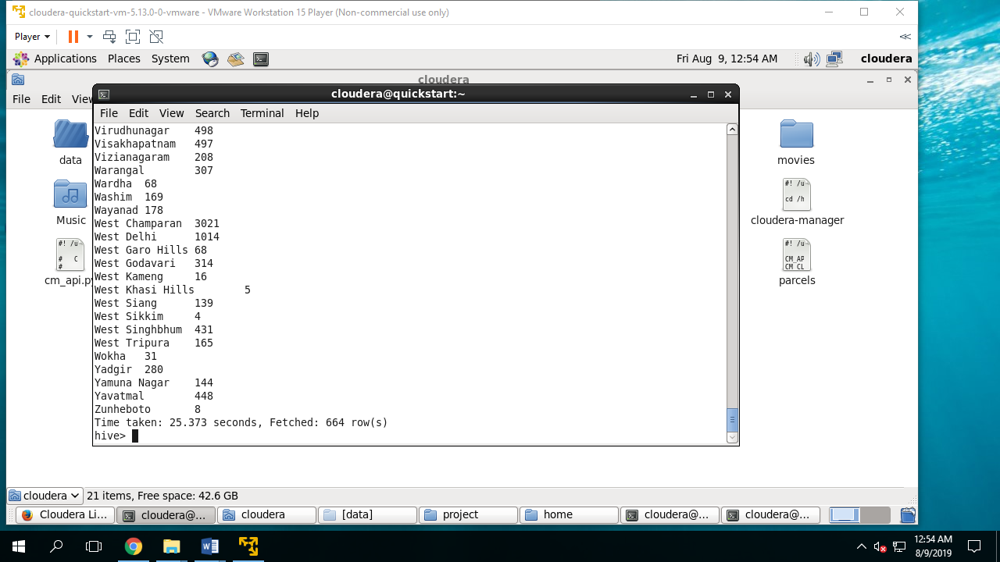 cloudera-quickstart-vm-5.13.0-0-vmware - VMware Workstation 15 Player (Non-commercial use only)
Player
Applications Places System Fri Aug 9, 12:54 AM cloudera
cloudera
File Edit View
cloudera@quickstart:~
File Edit View Search Terminal Help
Virudhunagar 498
Visakhapatnam 497
Vizianagaram 208
Warangal 307
Wardha 68
Washim 169
Wayanad 178
West Champaran 3021
West Delhi 1014
West Garo Hills 68
West Godavari 314
West Kameng 16
West Khasi Hills 5
West Siang 139
West Sikkim 4
West Singhbhum 431
West Tripura 165
Wokha 31
Yadgir 280
Yamuna Nagar 144
Yavatmal 448
Zunheboto 8
Time taken: 25.373 seconds, Fetched: 664 row(s)
hive>
data
Music
#! /u
# C
#
cm_api.py
movies
#! /u
cd /h
cloudera-manager
#! /u
CM_AP
CM_CL
parcels
cloudera 21 items, Free space: 42.6 GB
Cloudera Li... cloudera@... cloudera [data] project home cloudera@... cloudera@...
12:54 AM
8/9/2019